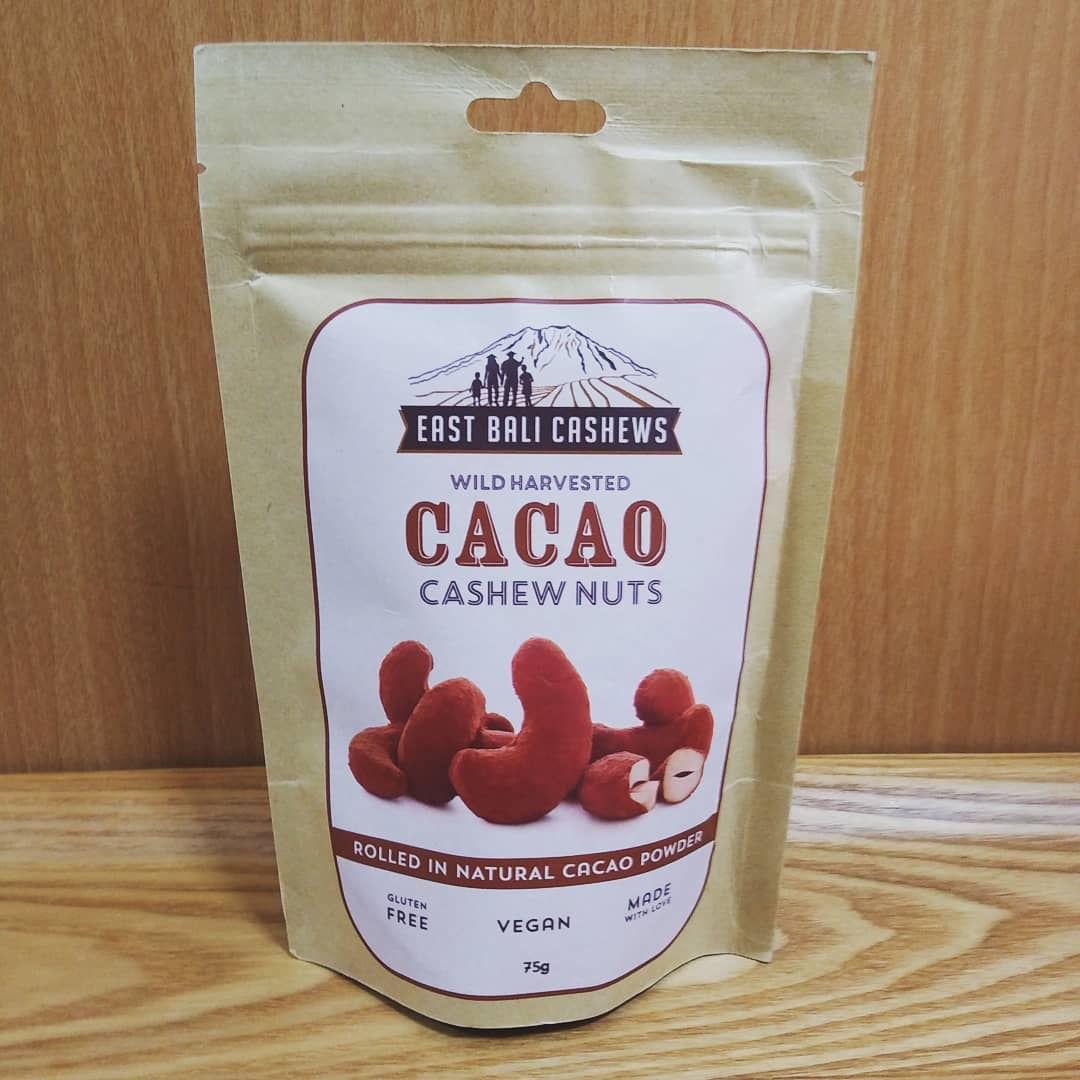 EAST BALI CASHEWS
WILD HARVESTED
CACAO
CASHEW NUTS
ROLLED IN NATURAL CACAO POWDER
GLUTEN
FREE
VEGAN
MADE
WITH LOVE
75g